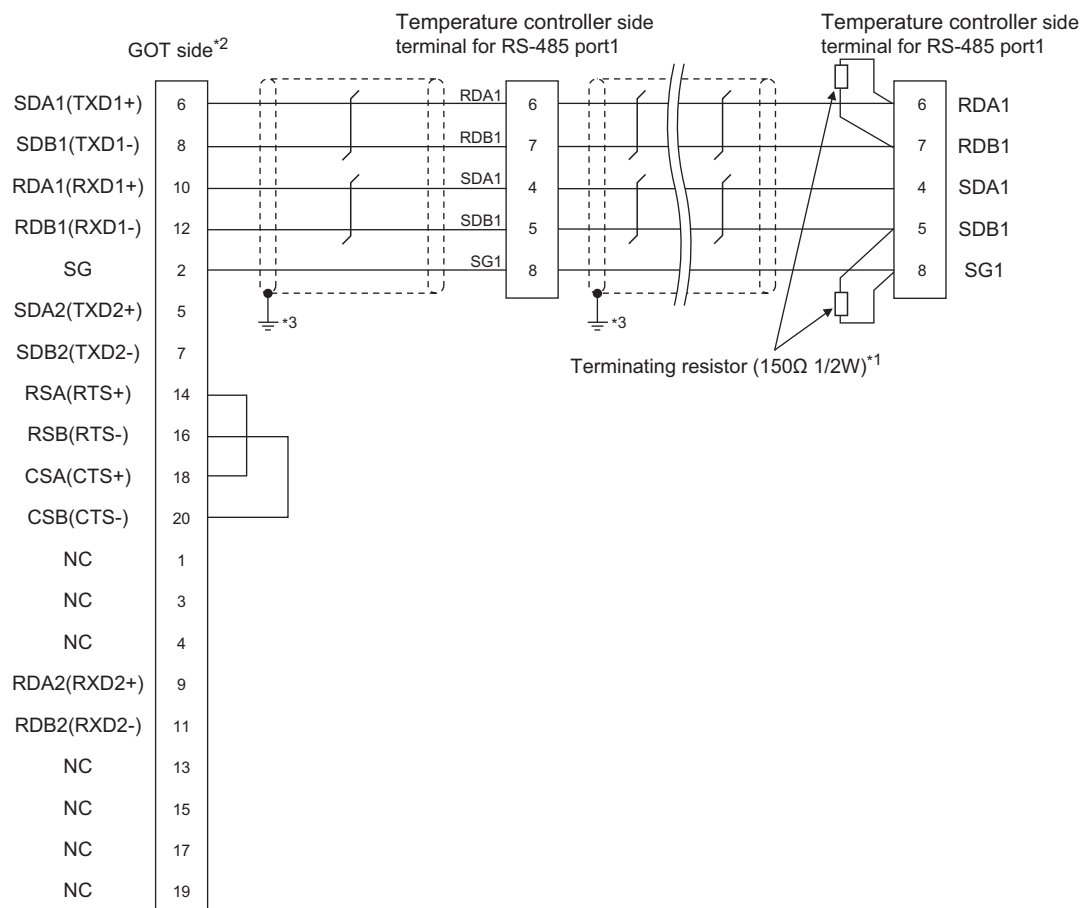 Temperature controller side
terminal for RS-485 port1
Temperature controller side
terminal for RS-485 port1
GOT side*2
SDA1(TXD1+) 6 RDA1 6 6 RDA1
SDB1(TXD1-) 8 RDB1 7 7 RDB1
RDA1(RXD1+) 10 SDA1 4 4 SDA1
RDB1(RXD1-) 12 SDB1 5 5 SDB1
SG 2 SG1 8 8 SG1
SDA2(TXD2+) 5 *3 *3
SDB2(TXD2-) 7
Terminating resistor (150Ω 1/2W)*1
RSA(RTS+) 14
RSB(RTS-) 16
CSA(CTS+) 18
CSB(CTS-) 20
NC 1
NC 3
NC 4
RDA2(RXD2+) 9
RDB2(RXD2-) 11
NC 13
NC 15
NC 17
NC 19